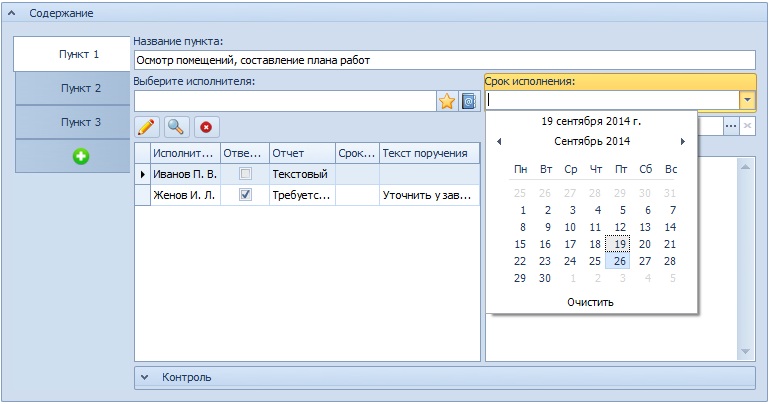 Содержание
Пункт 1
Пункт 2
Пункт 3
Название пункта:
Осмотр помещений, составление плана работ
Выберите исполнителя:
Срок исполнения:
Исполнит... Отве... Отчет Срок... Текст поручения
Иванов П. В. Текстовый
Женов И. Л. Требуетс... Уточнить у зав...
19 сентября 2014 г.
Сентябрь 2014
Пн Вт Ср Чт Пт Сб Вс
25 26 27 28 29 30 31
1 2 3 4 5 6 7
8 9 10 11 12 13 14
15 16 17 18 19 20 21
22 23 24 25 26 27 28
29 30 1 2 3 4 5
Очистить
Контроль